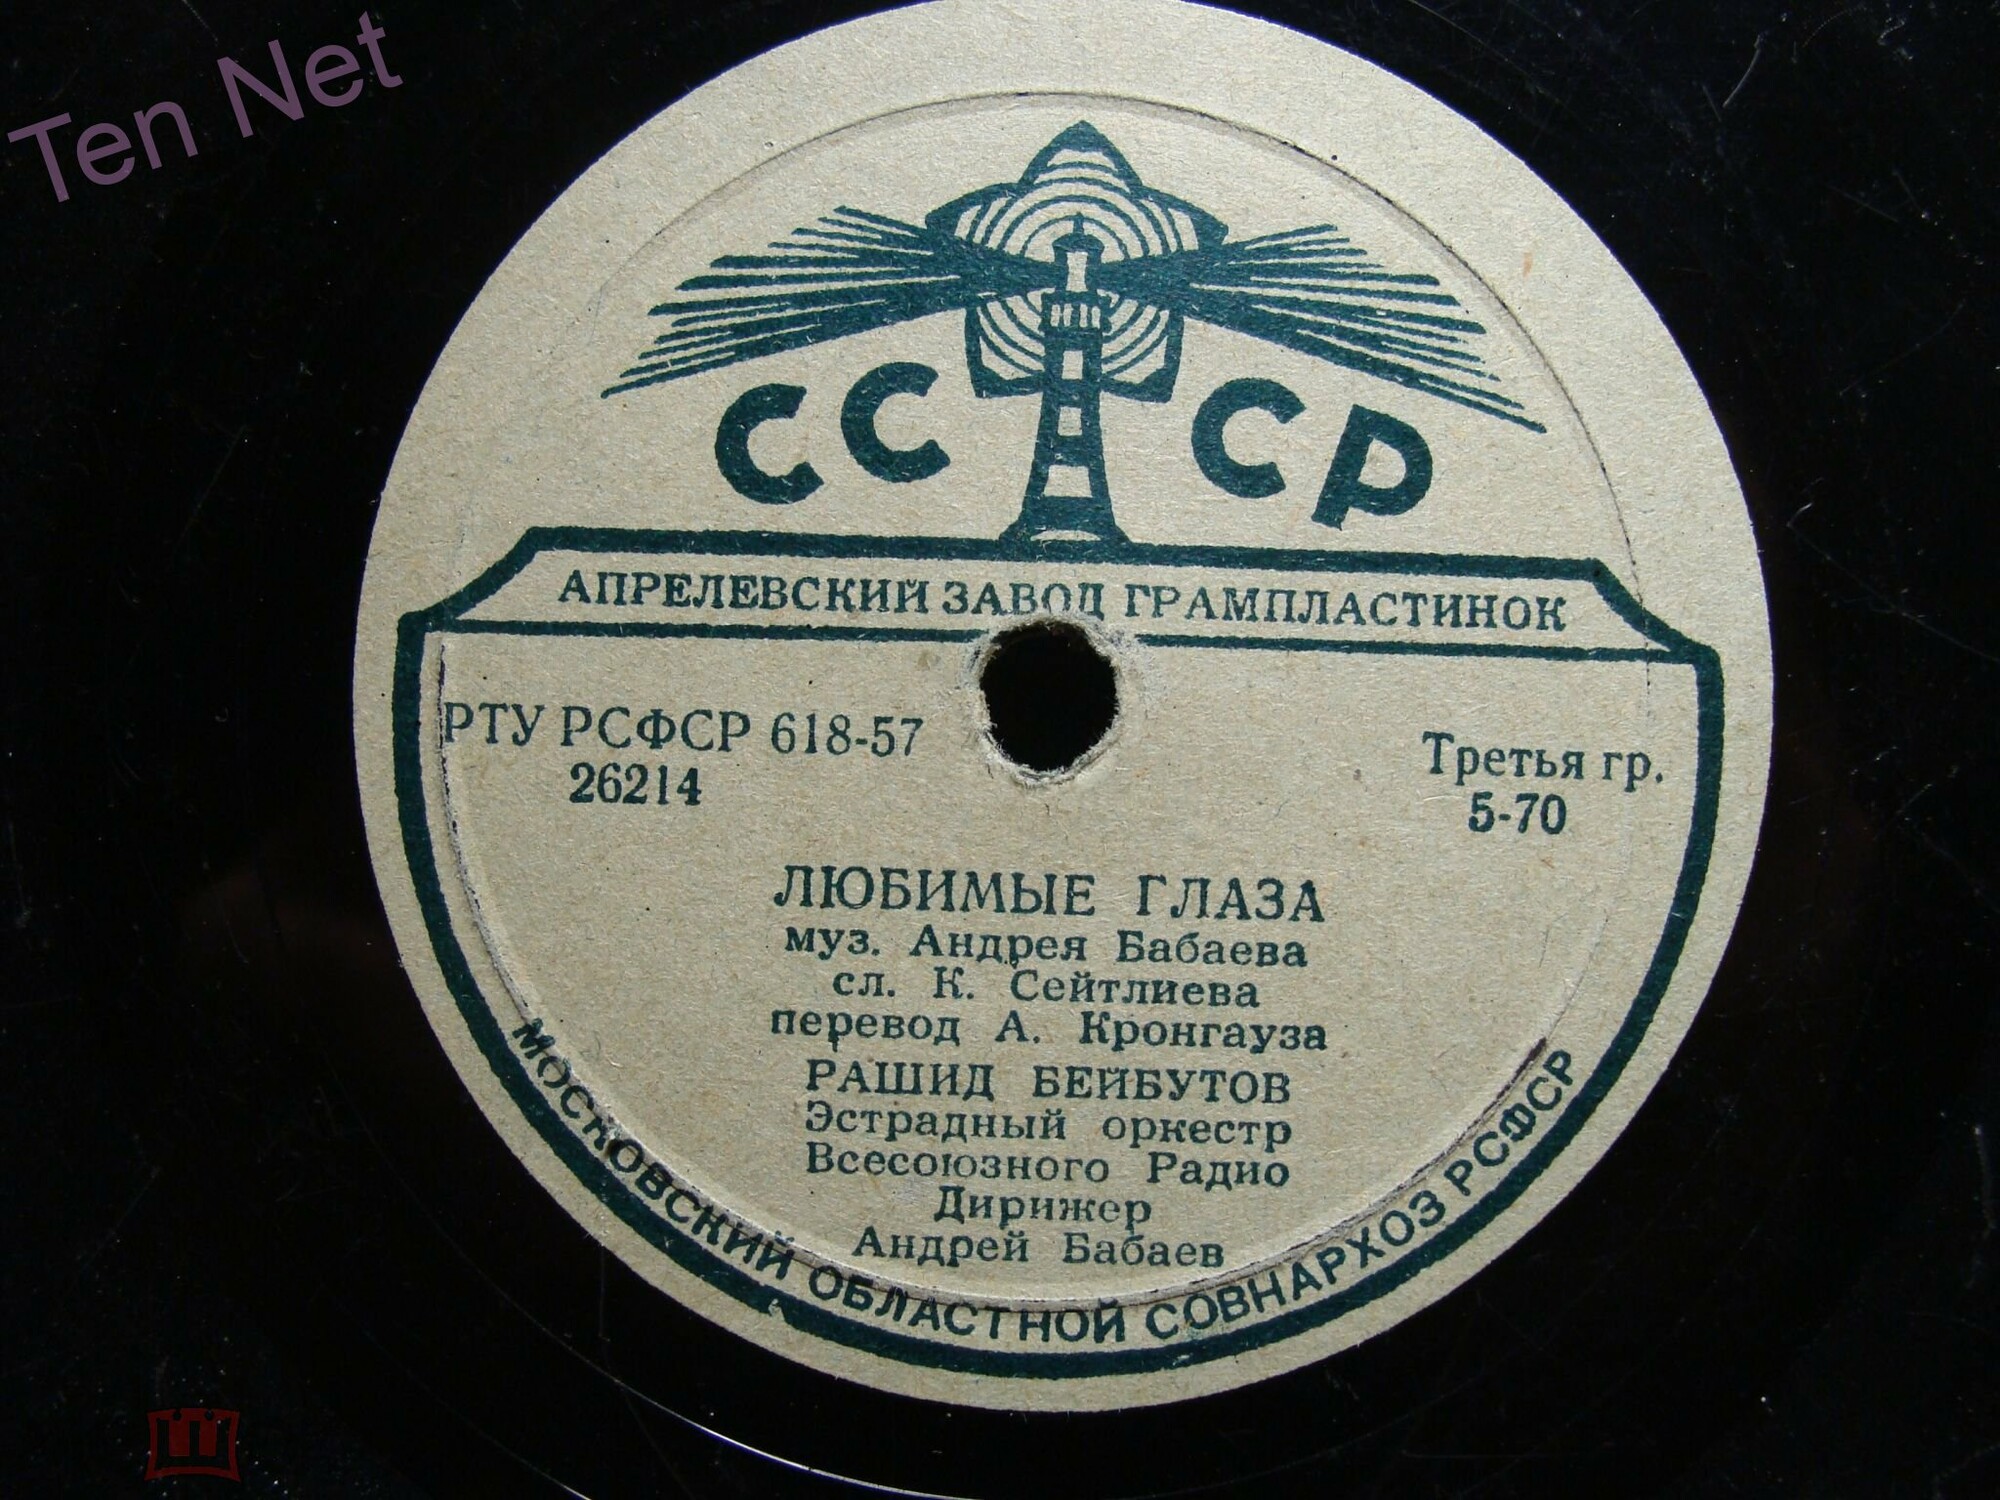 Ten Net
СССР
АПРЕЛЕВСКИЙ ЗАВОД ГРАМПЛАСТИНОК
РТУ РСФСР 618-57
26214
Третья гр.
5-70
ЛЮБИМЫЕ ГЛАЗА
муз. Андрея Бабаева
сл. К. Сейтлиева
перевод А. Кронгауза
РАШИД БЕЙБУТОВ
Эстрадный оркестр
Всесоюзного Радио
Дирижер
Андрей Бабаев
МОСКОВСКИЙ ОБЛАСТНОЙ СОВНАРХОЗ РСФСР